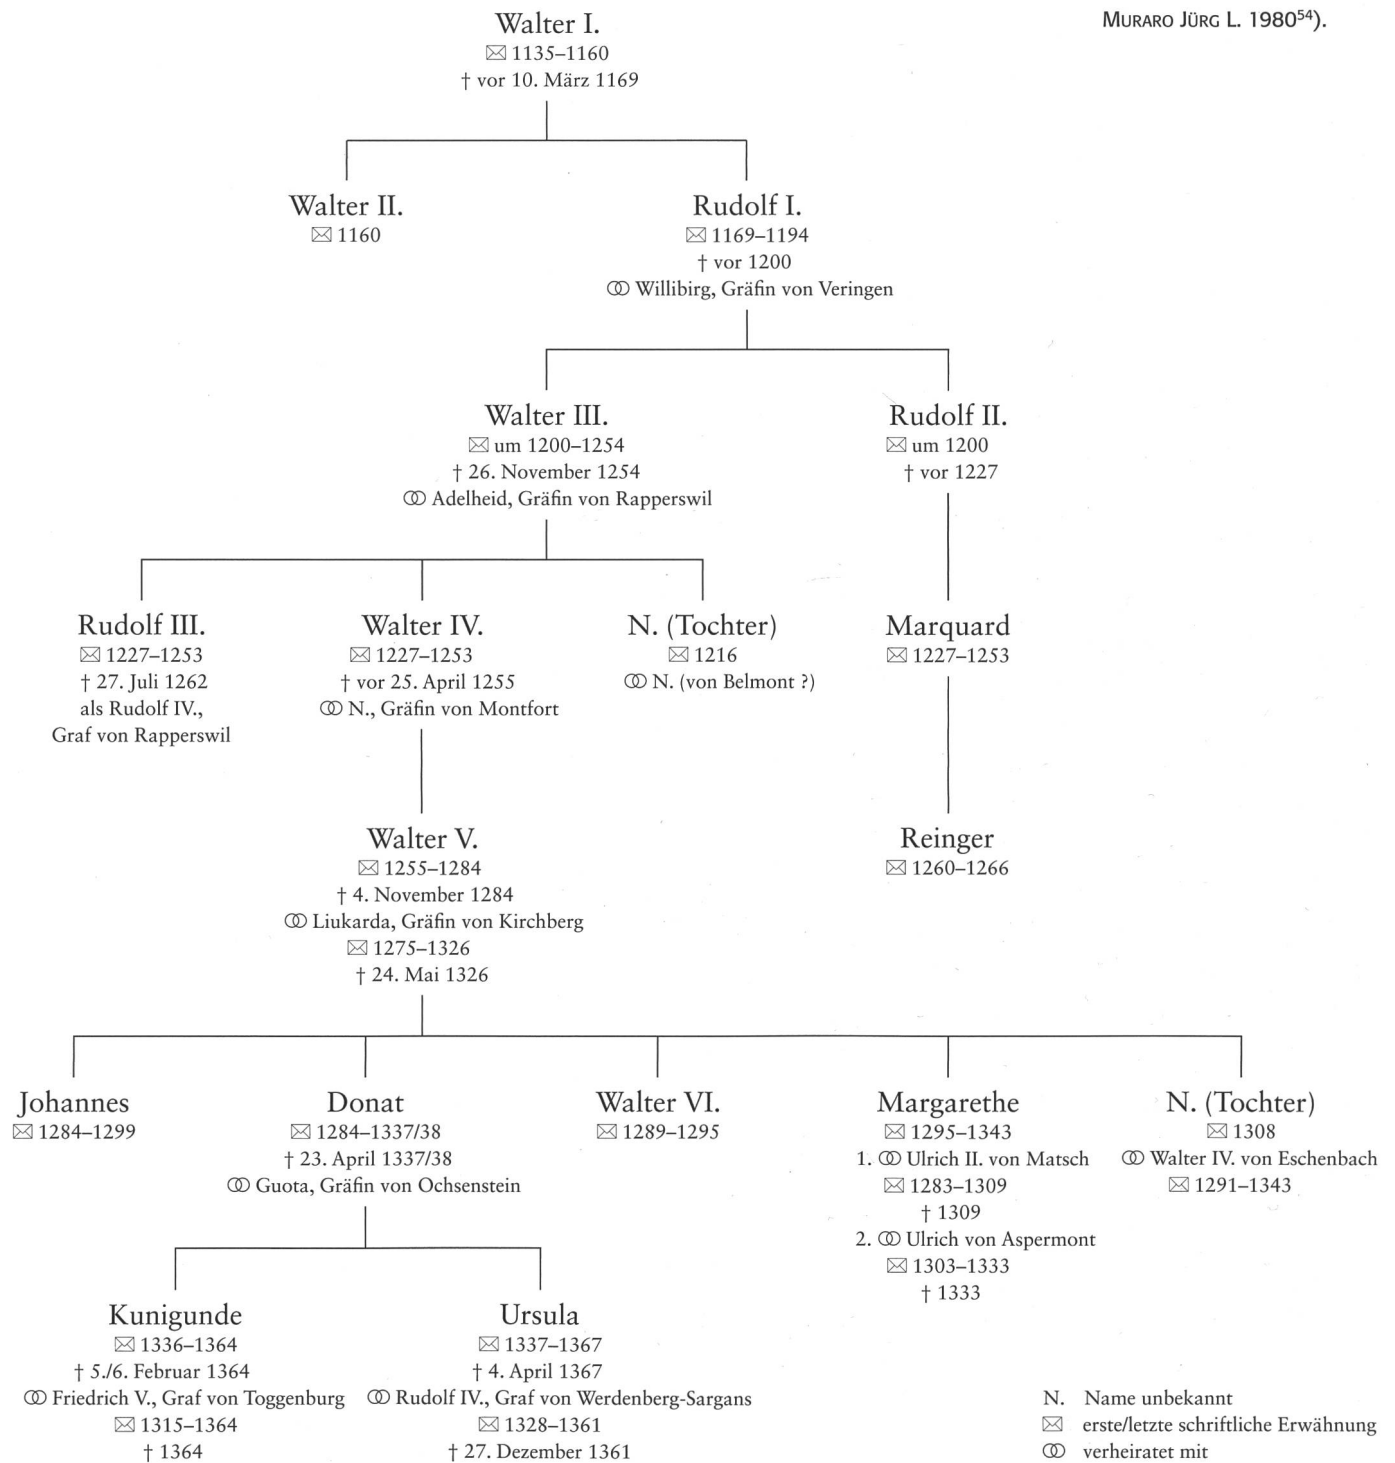 MURARO JÜRG L. 1980⁵⁴).
Walter I.
✉ 1135–1160
† vor 10. März 1169
Walter II.
✉ 1160
Rudolf I.
✉ 1169–1194
† vor 1200
⚭ Willibirg, Gräfin von Veringen
Walter III.
✉ um 1200–1254
† 26. November 1254
⚭ Adelheid, Gräfin von Rapperswil
Rudolf II.
✉ um 1200
† vor 1227
Rudolf III.
✉ 1227–1253
† 27. Juli 1262
als Rudolf IV.,
Graf von Rapperswil
Walter IV.
✉ 1227–1253
† vor 25. April 1255
⚭ N., Gräfin von Montfort
N. (Tochter)
✉ 1216
⚭ N. (von Belmont ?)
Marquard
✉ 1227–1253
Walter V.
✉ 1255–1284
† 4. November 1284
⚭ Liukarda, Gräfin von Kirchberg
✉ 1275–1326
† 24. Mai 1326
Reinger
✉ 1260–1266
Johannes
✉ 1284–1299
Donat
✉ 1284–1337/38
† 23. April 1337/38
⚭ Guota, Gräfin von Ochsenstein
Walter VI.
✉ 1289–1295
Margarethe
✉ 1295–1343
1. ⚭ Ulrich II. von Matsch
✉ 1283–1309
† 1309
2. ⚭ Ulrich von Aspermont
✉ 1303–1333
† 1333
N. (Tochter)
✉ 1308
⚭ Walter IV. von Eschenbach
✉ 1291–1343
Kunigunde
✉ 1336–1364
† 5./6. Februar 1364
⚭ Friedrich V., Graf von Toggenburg
✉ 1315–1364
† 1364
Ursula
✉ 1337–1367
† 4. April 1367
⚭ Rudolf IV., Graf von Werdenberg-Sargans
✉ 1328–1361
† 27. Dezember 1361
N. Name unbekannt
✉ erste/letzte schriftliche Erwähnung
⚭ verheiratet mit